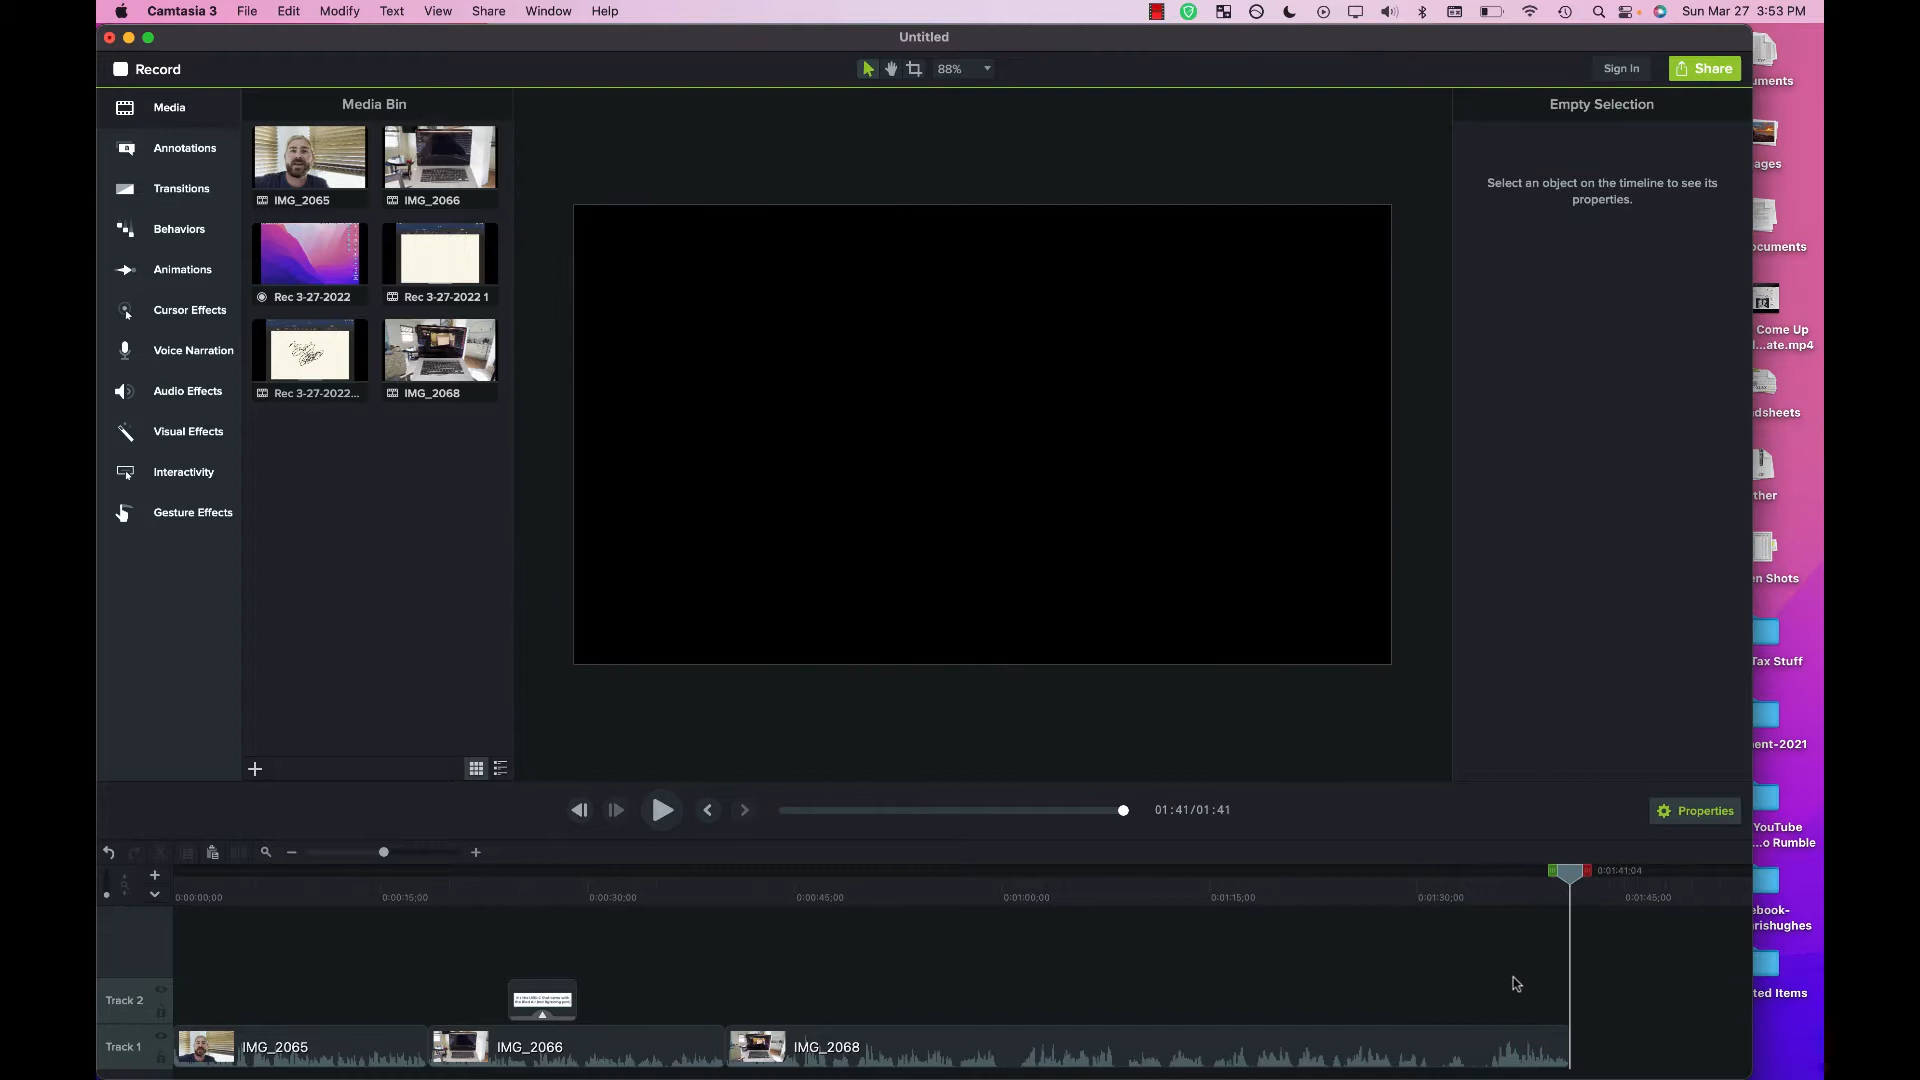 Camtasia 3 File Edit Modify Text View Share Window Help
Sun Mar 27 3:53 PM
Untitled
Record
88%
Sign In
Share
Media
Annotations
Transitions
Behaviors
Animations
Cursor Effects
Voice Narration
Audio Effects
Visual Effects
Interactivity
Gesture Effects
Media Bin
IMG_2065
IMG_2066
Rec 3-27-2022
Rec 3-27-2022 1
Rec 3-27-2022...
IMG_2068
Empty Selection
Select an object on the timeline to see its
properties.
uments
ages
ocuments
Come Up
l...ate.mp4
dsheets
ther
en Shots
Tax Stuff
ent-2021
YouTube
...o Rumble
ebook-
rishughes
ted Items
01:41/01:41
Properties
0:01:41;04
0:00:00;00 0:00:15;00 0:00:30;00 0:00:45;00 0:01:00;00 0:01:15;00 0:01:30;00 0:01:45;00
Track 2
Track 1
IMG_2065
IMG_2066
IMG_2068